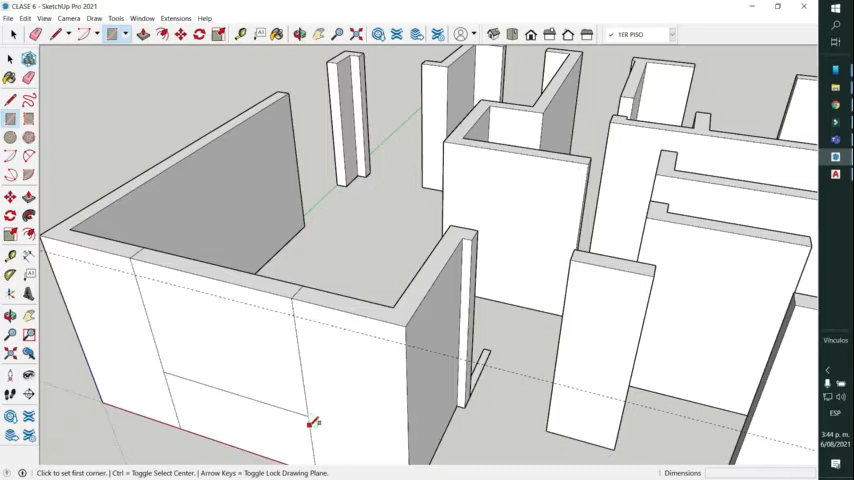 CLASE 6 - SketchUp Pro 2021
File Edit View Camera Draw Tools Window Extensions Help
1ER PISO
Vínculos
ESP
3:44 p. m.
6/08/2021
Click to set first corner. | Ctrl = Toggle Select Center. | Arrow Keys = Toggle Lock Drawing Plane.
Dimensions